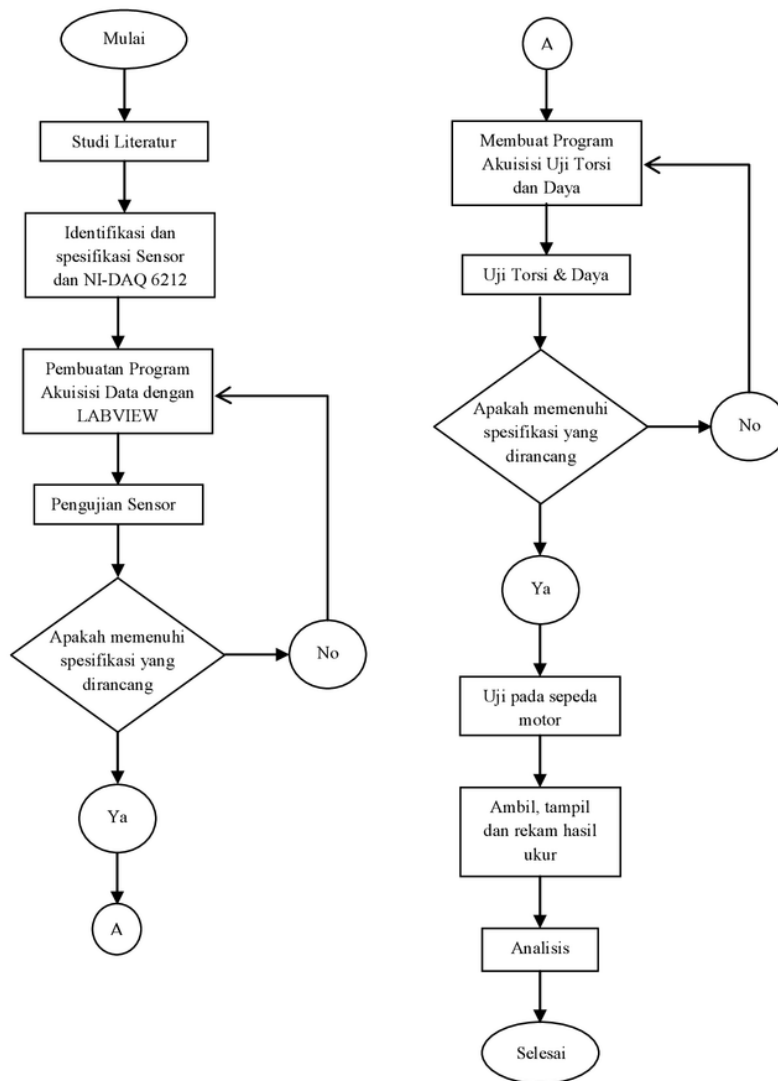 Mulai
Studi Literatur
Identifikasi dan
spesifikasi Sensor
dan NI-DAQ 6212
Pembuatan Program
Akuisisi Data dengan
LABVIEW
Pengujian Sensor
Apakah memenuhi
spesifikasi yang
dirancang
No
Ya
A
A
Membuat Program
Akuisisi Uji Torsi
dan Daya
Uji Torsi & Daya
Apakah memenuhi
spesifikasi yang
dirancang
No
Ya
Uji pada sepeda
motor
Ambil, tampil
dan rekam hasil
ukur
Analisis
Selesai